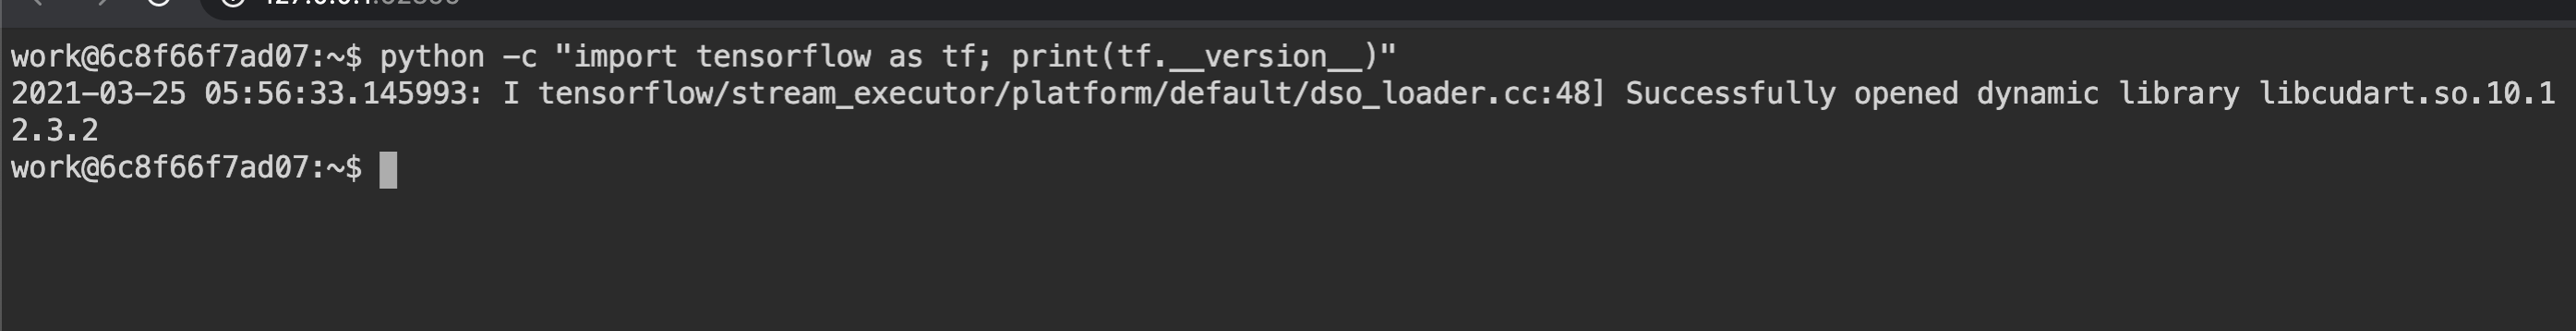 work@6c8f66f7ad07:~$ python -c "import tensorflow as tf; print(tf.__version__)"
2021-03-25 05:56:33.145993: I tensorflow/stream_executor/platform/default/dso_loader.cc:48] Successfully opened dynamic library libcudart.so.10.1
2.3.2
work@6c8f66f7ad07:~$